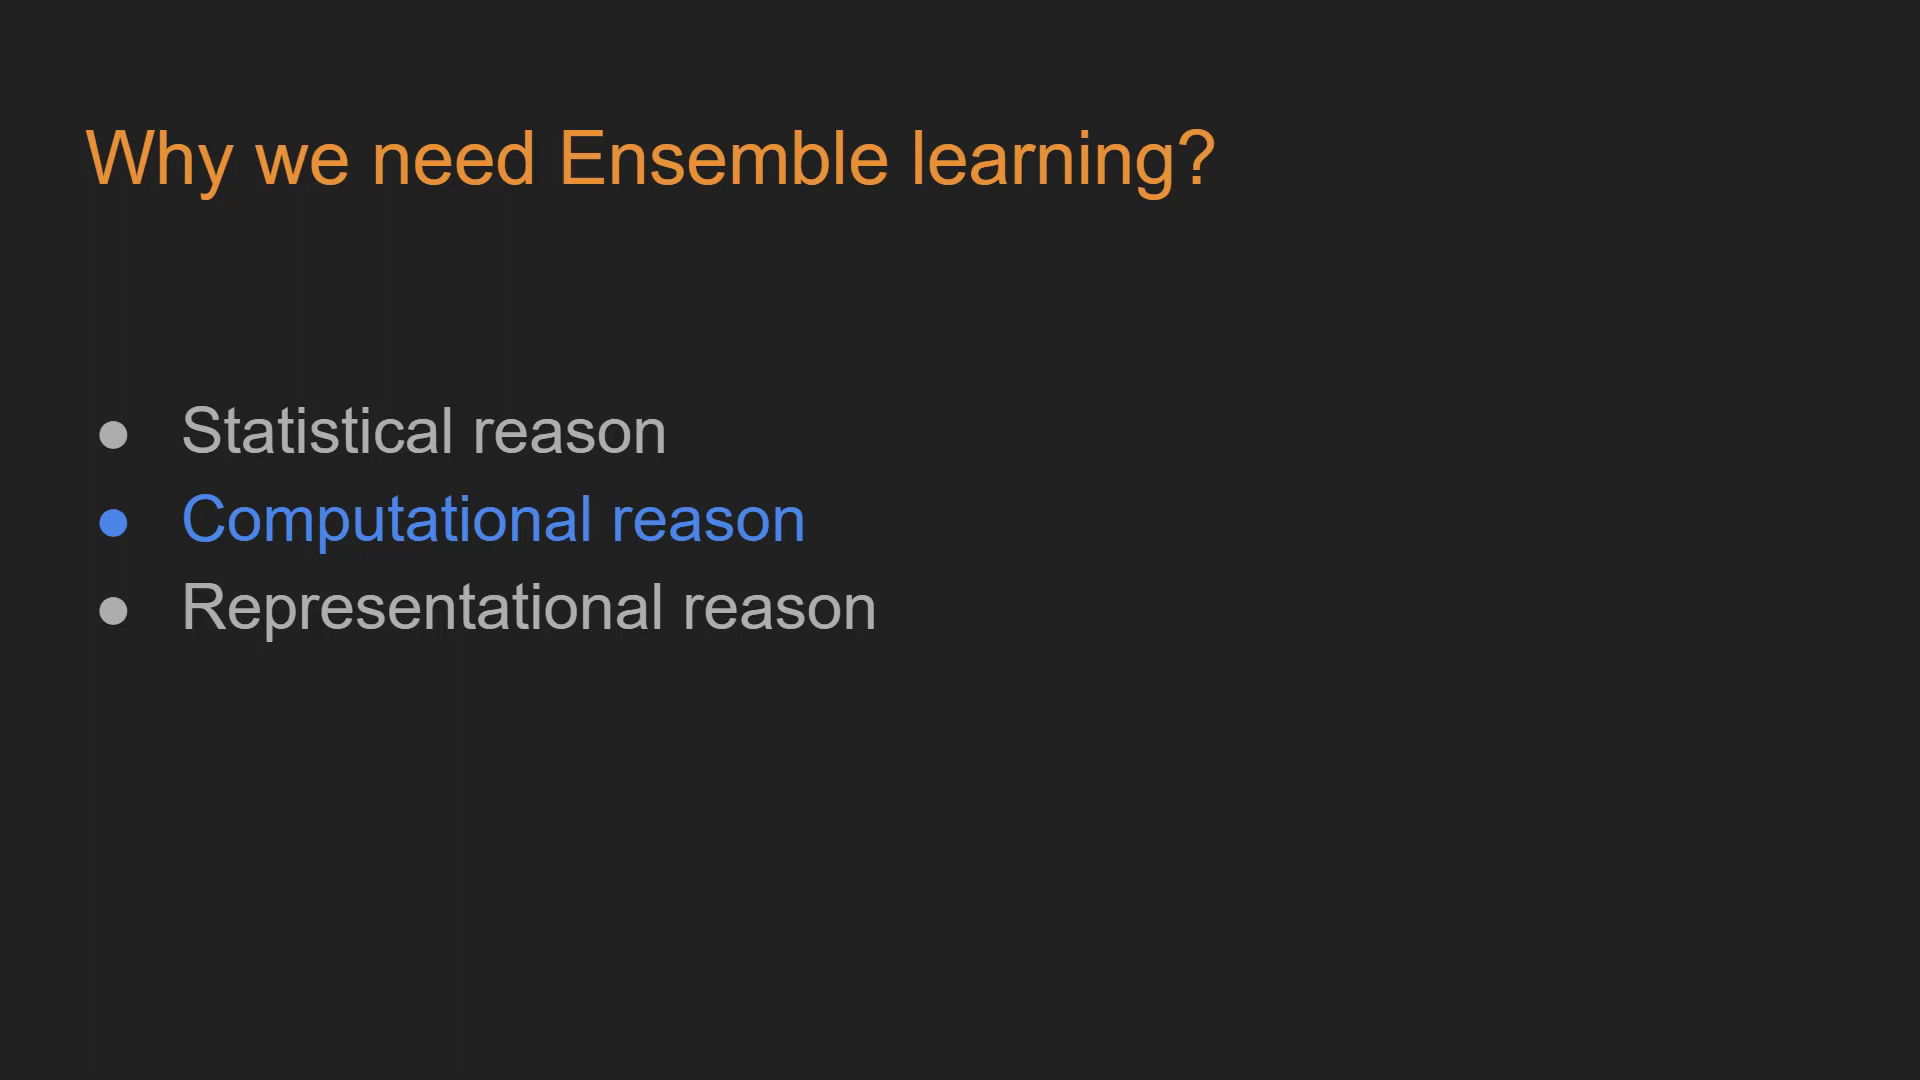 Why we need Ensemble learning?
● Statistical reason
● Computational reason
● Representational reason